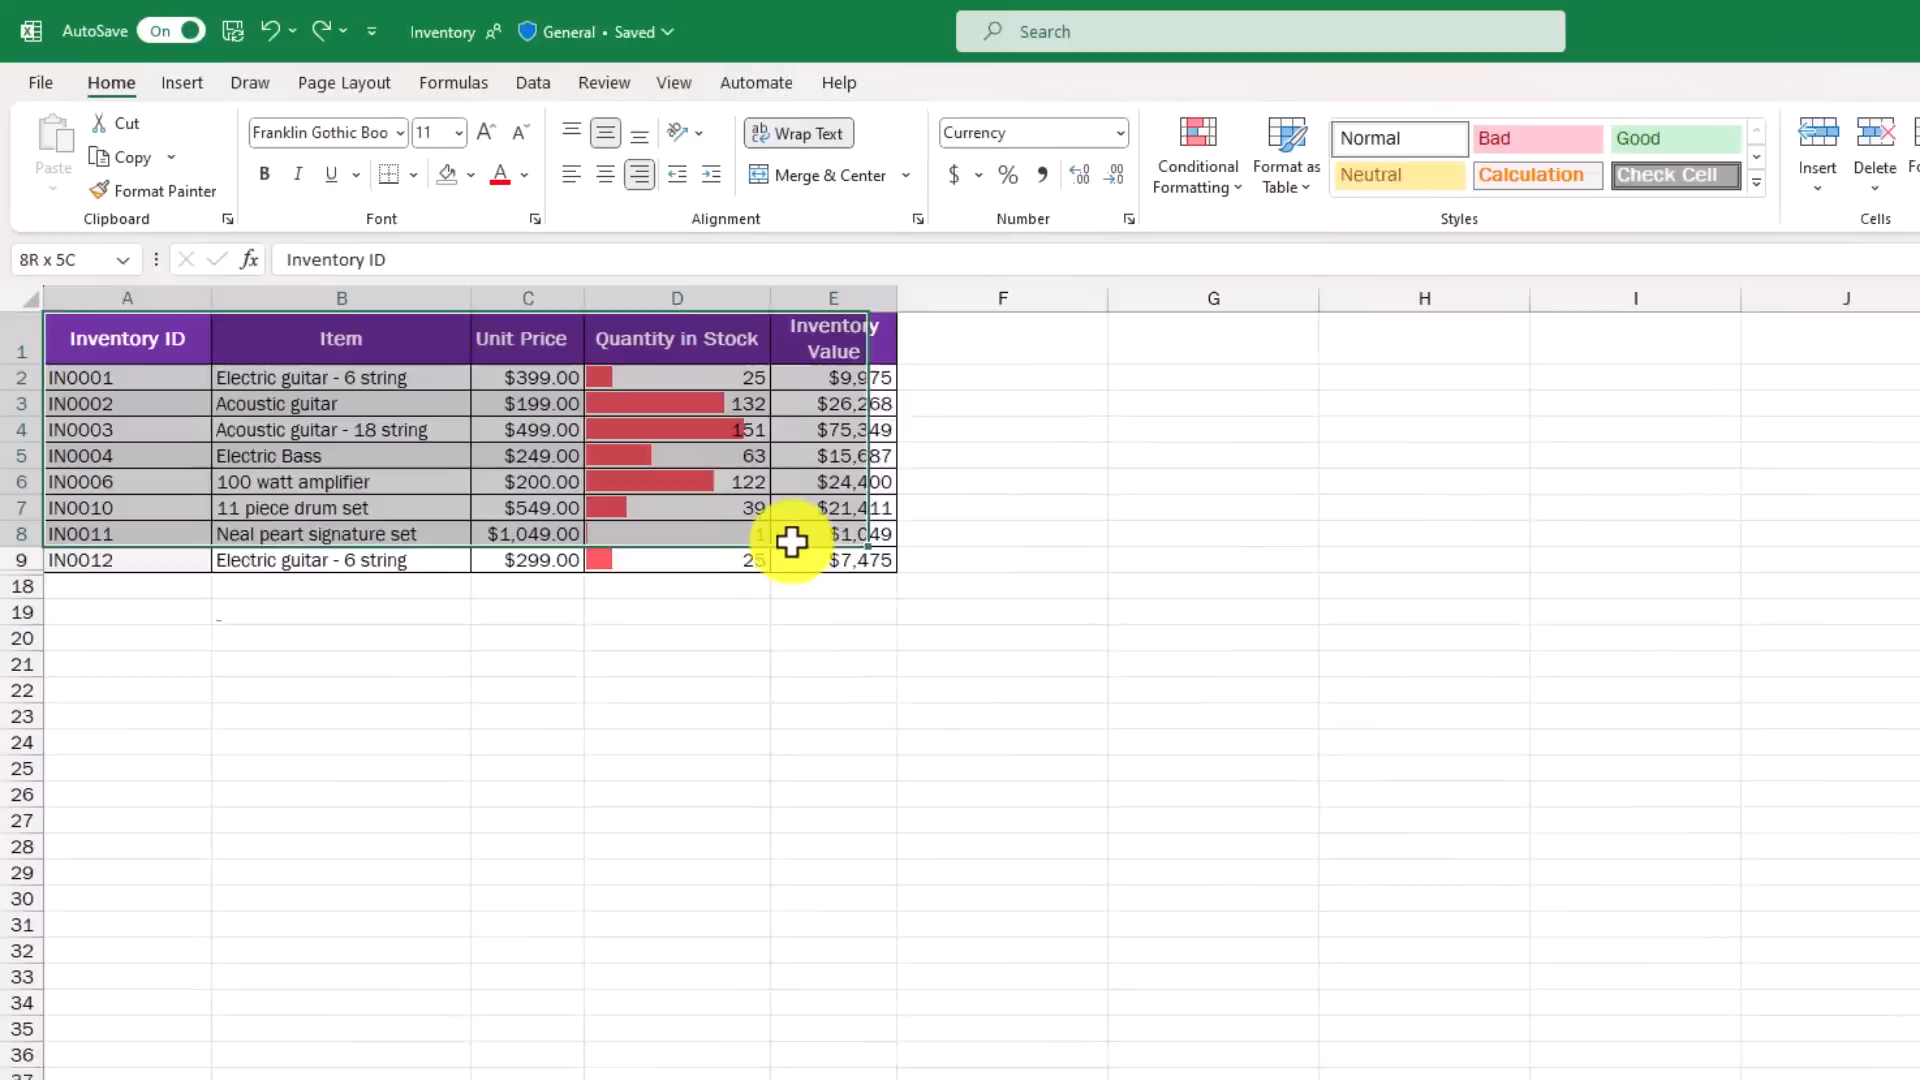 AutoSave On Inventory General • Saved Search
File Home Insert Draw Page Layout Formulas Data Review View Automate Help
Paste Cut Copy Format Painter
Clipboard
Franklin Gothic Boo 11
B I U A
Font
ab Wrap Text
Merge & Center
Alignment
Currency
$ % 9
Number
Conditional Formatting
Format as Table
Normal Bad Good
Neutral Calculation Check Cell
Styles
Insert Delete
Cells
8R x 5C fx Inventory ID
A B C D E F G H I J
1 Inventory ID Item Unit Price Quantity in Stock Inventory Value
2 IN0001 Electric guitar - 6 string $399.00 25 $9,975
3 IN0002 Acoustic guitar $199.00 132 $26,268
4 IN0003 Acoustic guitar - 18 string $499.00 151 $75,349
5 IN0004 Electric Bass $249.00 63 $15,687
6 IN0006 100 watt amplifier $200.00 122 $24,400
7 IN0010 11 piece drum set $549.00 39 $21,411
8 IN0011 Neal peart signature set $1,049.00 1 $1,049
9 IN0012 Electric guitar - 6 string $299.00 25 $7,475
18
19
20
21
22
23
24
25
26
27
28
29
30
31
32
33
34
35
36